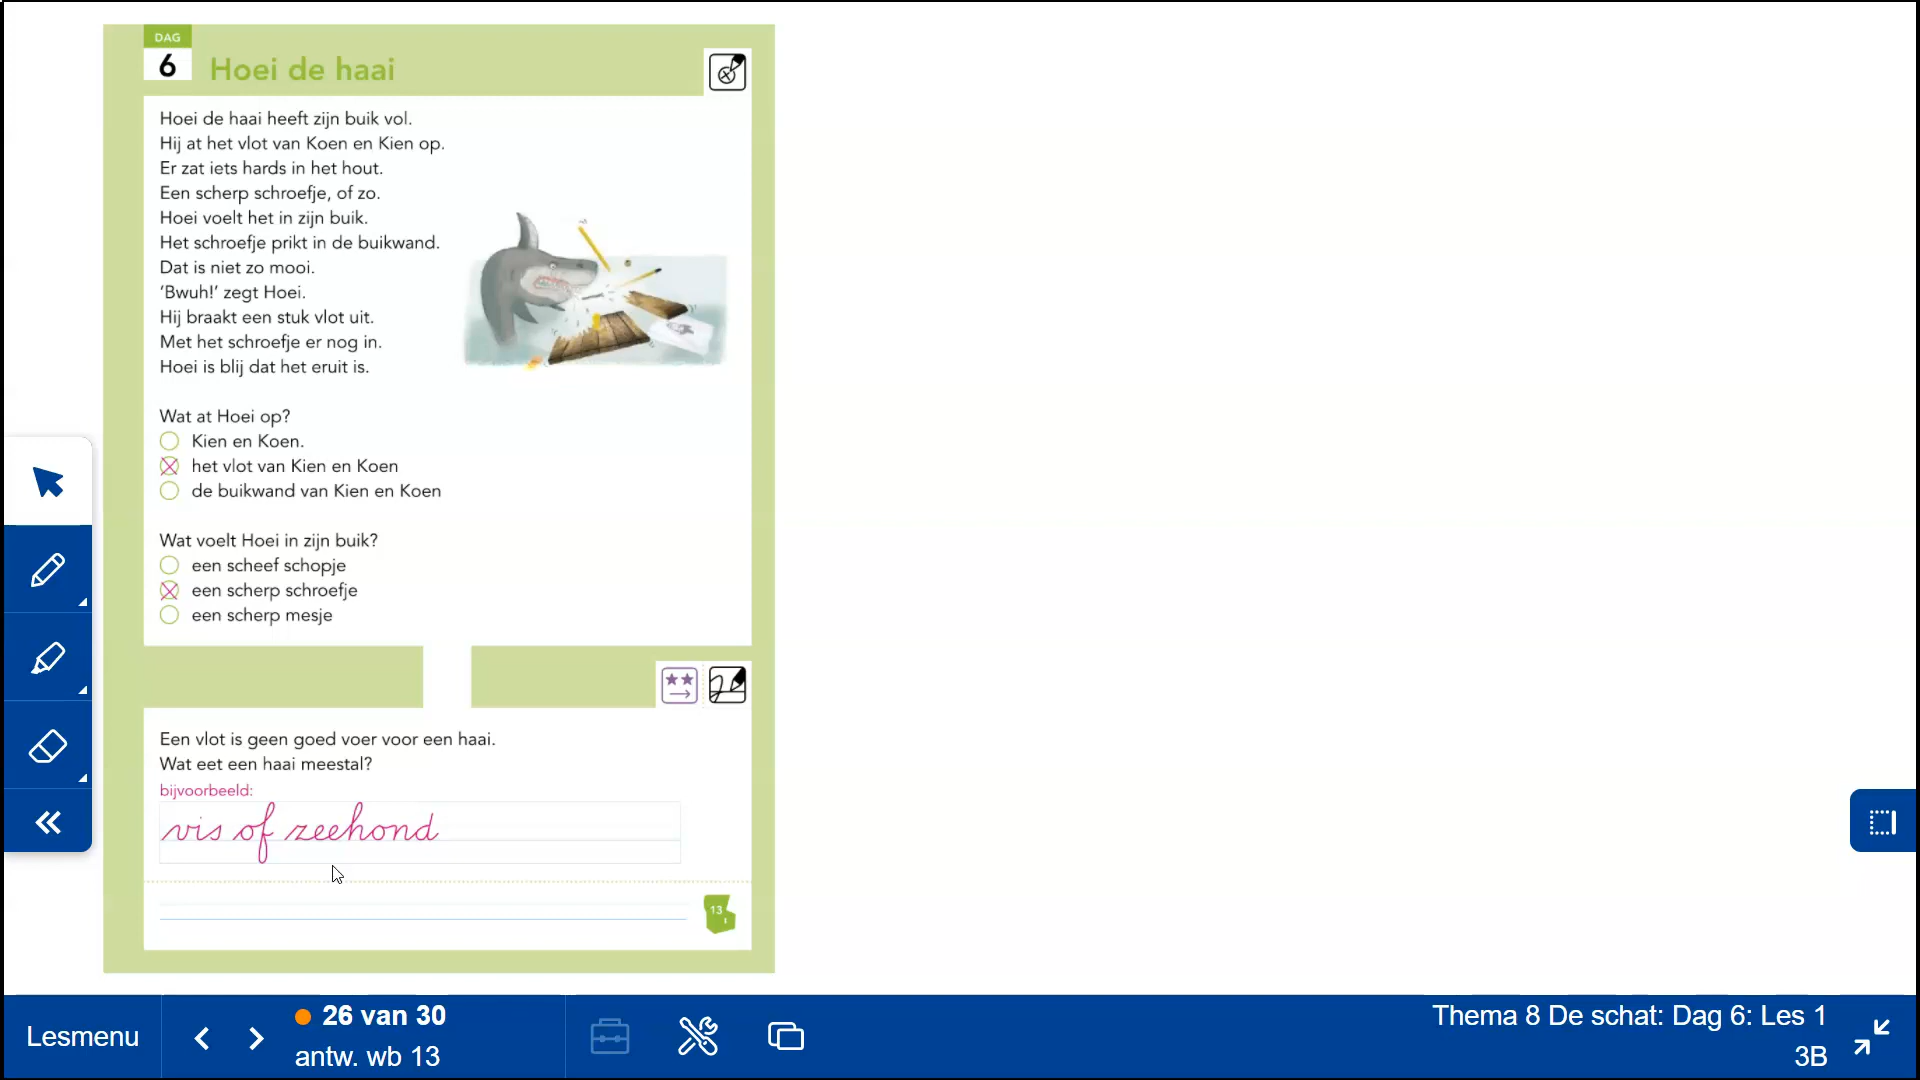 DAG
6
Hoei de haai
Hoei de haai heeft zijn buik vol.
Hij at het vlot van Koen en Kien op.
Er zat iets hards in het hout.
Een scherp schroefje, of zo.
Hoei voelt het in zijn buik.
Het schroefje prikt in de buikwand.
Dat is niet zo mooi.
‘Bwuh!’ zegt Hoei.
Hij braakt een stuk vlot uit.
Met het schroefje er nog in.
Hoei is blij dat het eruit is.
Wat at Hoei op?
Kien en Koen.
het vlot van Kien en Koen
de buikwand van Kien en Koen
Wat voelt Hoei in zijn buik?
een scheef schopje
een scherp schroefje
een scherp mesje
Een vlot is geen goed voer voor een haai.
Wat eet een haai meestal?
bijvoorbeeld:
vis of zeehond
13
Lesmenu
26 van 30
antw. wb 13
Thema 8 De schat: Dag 6: Les 1
3B